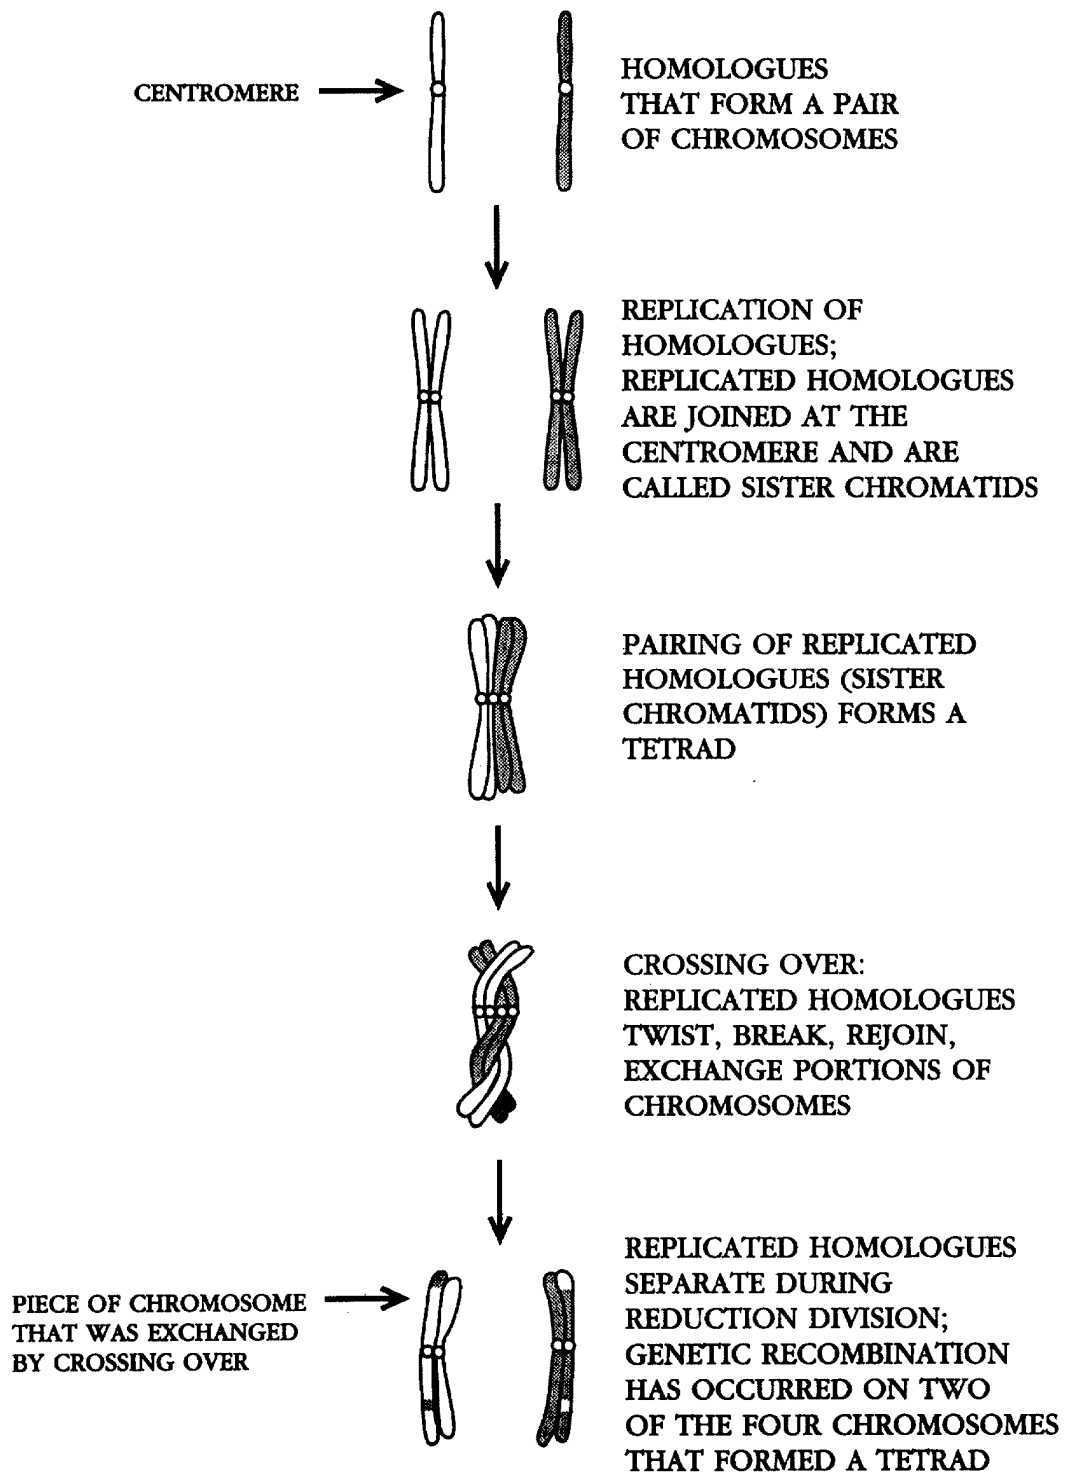 CENTROMERE
HOMOLOGUES
THAT FORM A PAIR
OF CHROMOSOMES
REPLICATION OF
HOMOLOGUES;
REPLICATED HOMOLOGUES
ARE JOINED AT THE
CENTROMERE AND ARE
CALLED SISTER CHROMATIDS
PAIRING OF REPLICATED
HOMOLOGUES (SISTER
CHROMATIDS) FORMS A
TETRAD
CROSSING OVER:
REPLICATED HOMOLOGUES
TWIST, BREAK, REJOIN,
EXCHANGE PORTIONS OF
CHROMOSOMES
PIECE OF CHROMOSOME
THAT WAS EXCHANGED
BY CROSSING OVER
REPLICATED HOMOLOGUES
SEPARATE DURING
REDUCTION DIVISION;
GENETIC RECOMBINATION
HAS OCCURRED ON TWO
OF THE FOUR CHROMOSOMES
THAT FORMED A TETRAD